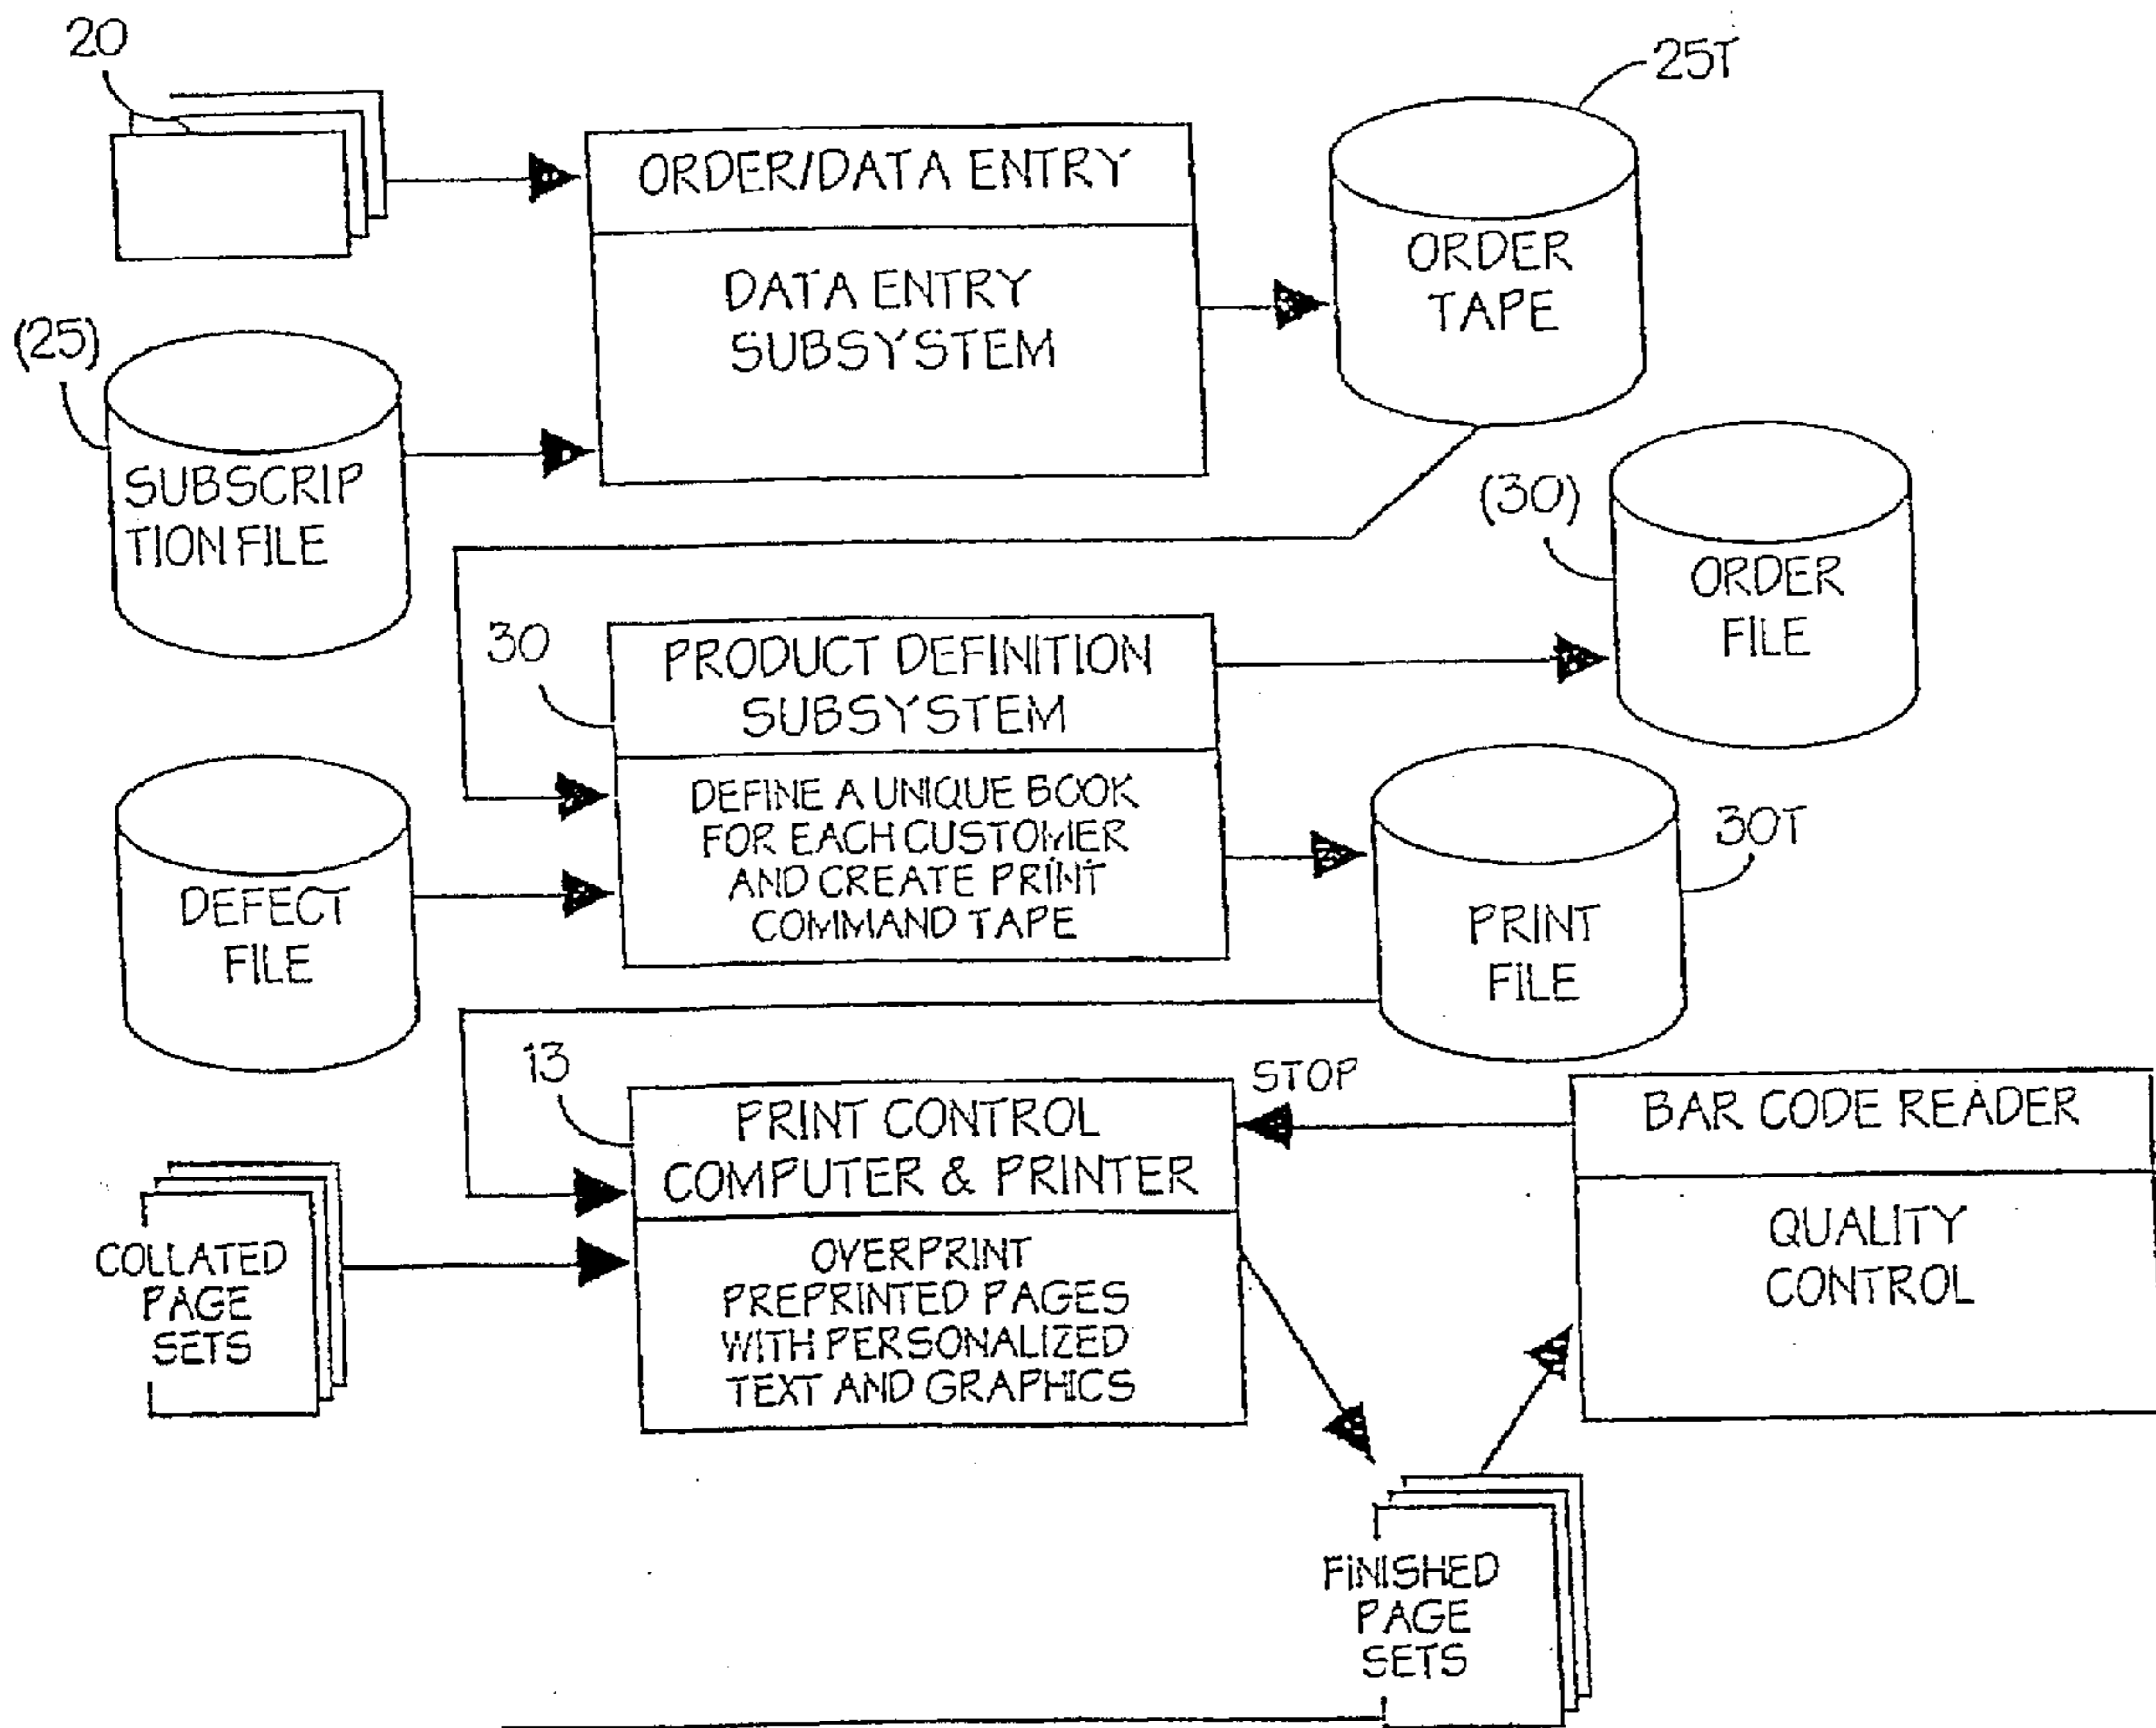 20
25T
ORDER/DATA ENTRY
DATA ENTRY
SUBSYSTEM
ORDER
TAPE
(25)
SUBSCRIP
TION FILE
(30)
ORDER
FILE
30
PRODUCT DEFINITION
SUBSYSTEM
DEFINE A UNIQUE BOOK
FOR EACH CUSTOMER
AND CREATE PRINT
COMMAND TAPE
30T
DEFECT
FILE
PRINT
FILE
13
STOP
PRINT CONTROL
COMPUTER & PRINTER
BAR CODE READER
QUALITY
CONTROL
COLLATED
PAGE
SETS
OVERPRINT
PREPRINTED PAGES
WITH PERSONALIZED
TEXT AND GRAPHICS
FINISHED
PAGE
SETS